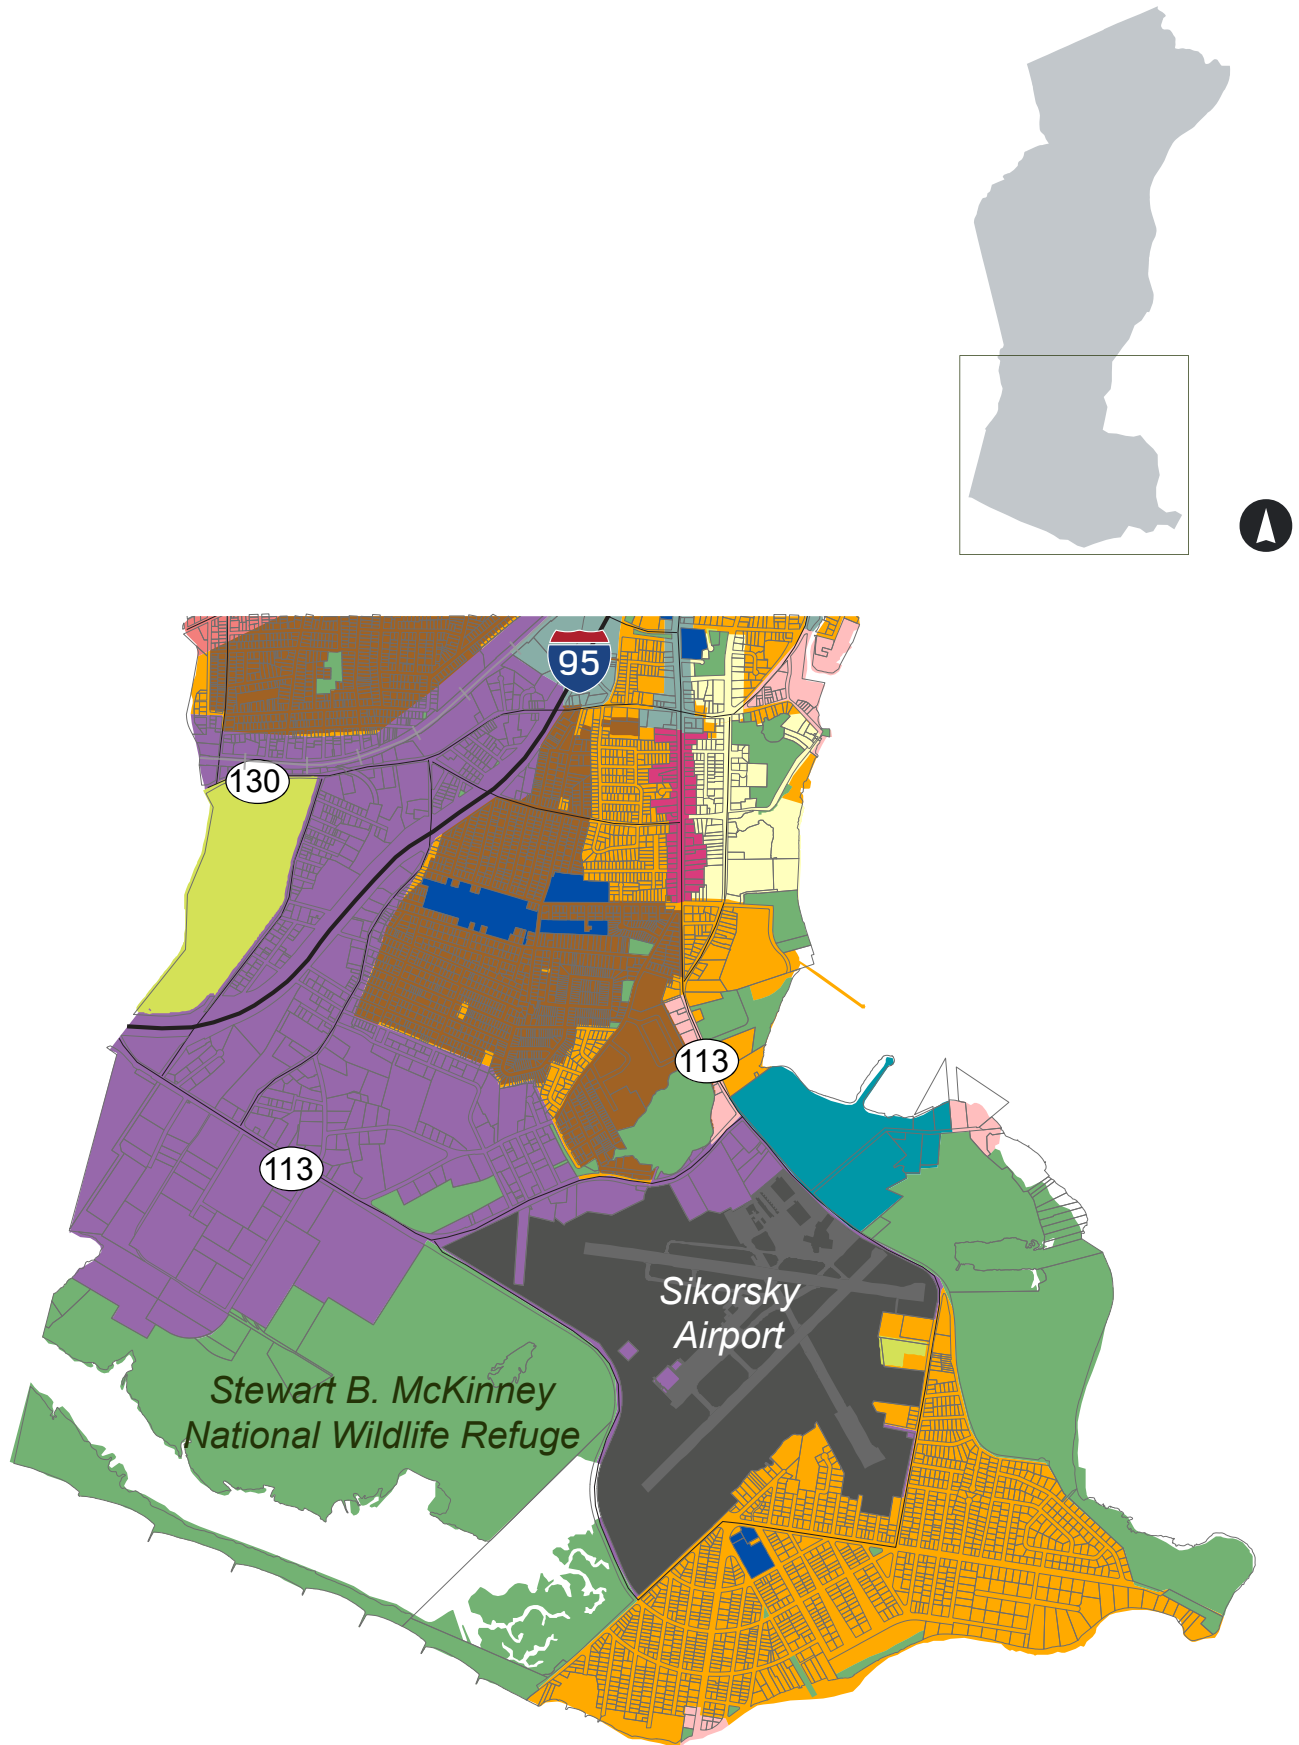 95
130
113
113
Sikorsky
Airport
Stewart B. McKinney
National Wildlife Refuge